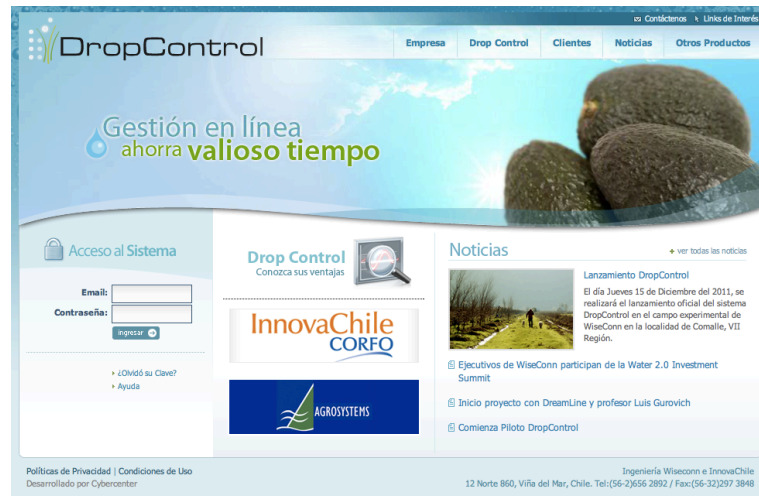 Contáctenos Links de Interés
DropControl
Empresa Drop Control Clientes Noticias Otros Productos
Gestión en línea
ahorra valioso tiempo
Acceso al Sistema
Email:
Contraseña:
ingresar
¿Olvidó su Clave?
Ayuda
Drop Control
Conozca sus ventajas
InnovaChile
CORFO
AGROSYSTEMS
Noticias
+ ver todas las noticias
Lanzamiento DropControl
El día Jueves 15 de Diciembre del 2011, se
realizará el lanzamiento oficial del sistema
DropControl en el campo experimental de
WiseConn en la localidad de Comalle, VII
Región.
Ejecutivos de WiseConn participan de la Water 2.0 Investment
Summit
Inicio proyecto con DreamLine y profesor Luis Gurovich
Comienza Piloto DropControl
Políticas de Privacidad | Condiciones de Uso
Desarrollado por Cybercenter
Ingeniería Wiseconn e InnovaChile
12 Norte 860, Viña del Mar, Chile. Tel:(56-2)656 2892 / Fax:(56-32)297 3848